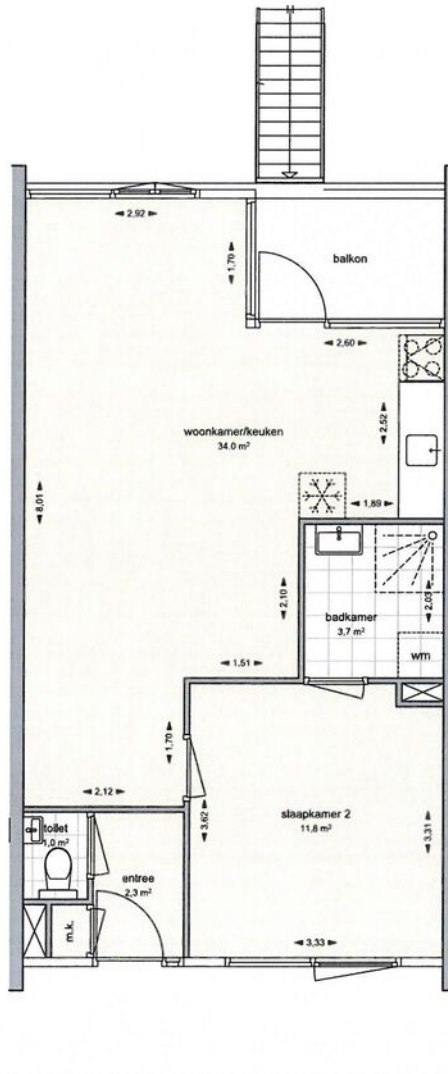 2,92
1,70
balkon
2,60
woonkamer/keuken
34.0 m²
2,52
8,01
1,89
2,10
badkamer
3,7 m²
2,03
wm
1.51
1,70
2,12
3,62
slaapkamer 2
11,8 m²
3,31
toilet
1,0 m²
entree
2,3 m²
m.k.
3,33